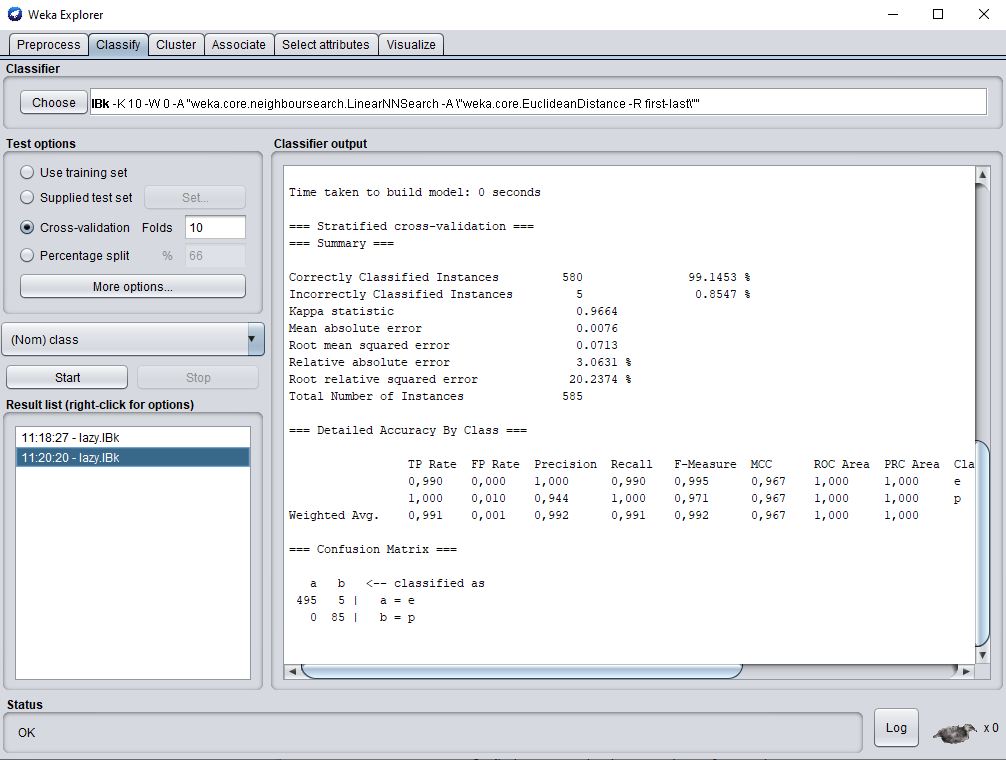 Weka Explorer
Preprocess Classify Cluster Associate Select attributes Visualize
Classifier
Choose IBk -K 10 -W 0 -A "weka.core.neighboursearch.LinearNNSearch -A \"weka.core.EuclideanDistance -R first-last\""
Test options
Use training set
Supplied test set Set...
Cross-validation Folds 10
Percentage split % 66
More options...
(Nom) class
Start Stop
Result list (right-click for options)
11:18:27 - lazy.IBk
11:20:20 - lazy.IBk
Classifier output
Time taken to build model: 0 seconds
=== Stratified cross-validation ===
=== Summary ===
Correctly Classified Instances 580 99.1453 %
Incorrectly Classified Instances 5 0.8547 %
Kappa statistic 0.9664
Mean absolute error 0.0076
Root mean squared error 0.0713
Relative absolute error 3.0631 %
Root relative squared error 20.2374 %
Total Number of Instances 585
=== Detailed Accuracy By Class ===
TP Rate FP Rate Precision Recall F-Measure MCC ROC Area PRC Area Cla
0,990 0,000 1,000 0,990 0,995 0,967 1,000 1,000 e
1,000 0,010 0,944 1,000 0,971 0,967 1,000 1,000 p
Weighted Avg. 0,991 0,001 0,992 0,991 0,992 0,967 1,000 1,000
=== Confusion Matrix ===
a b <-- classified as
495 5 | a = e
0 85 | b = p
Status
OK
Log x 0